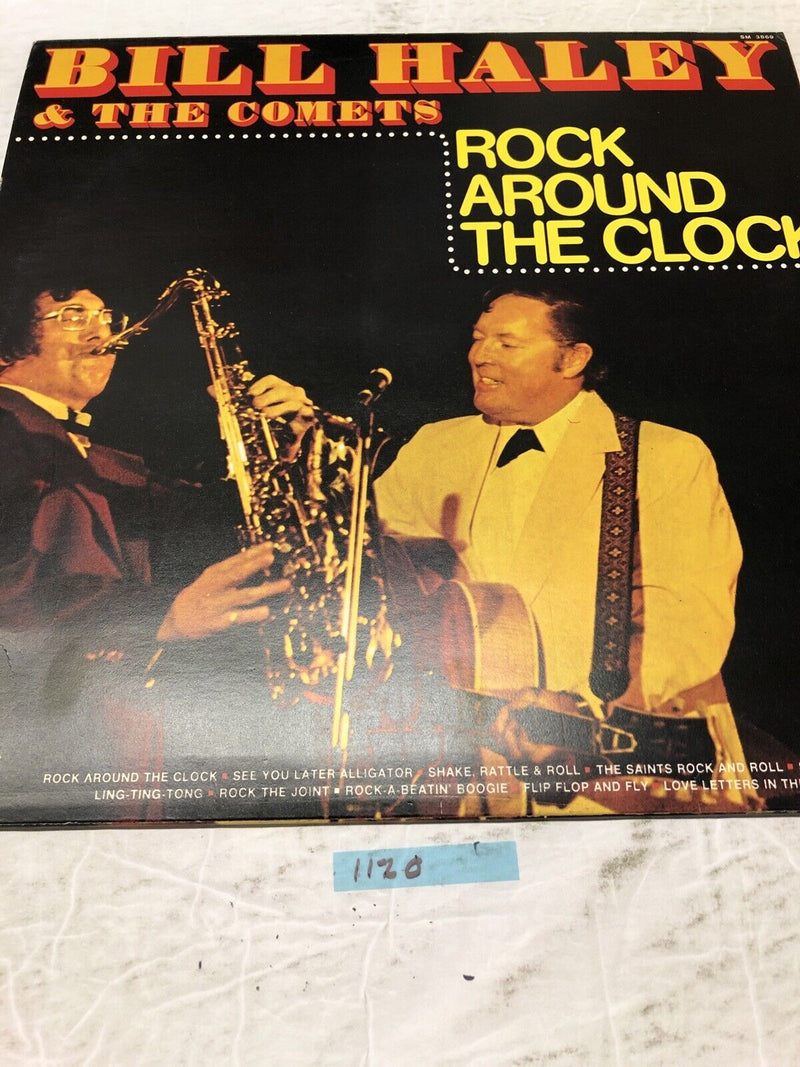 SM 3869
BILL HALEY
& THE COMETS
ROCK
AROUND
THE CLOCK
ROCK AROUND THE CLOCK ▪ SEE YOU LATER ALLIGATOR ▪ SHAKE, RATTLE & ROLL ▪ THE SAINTS ROCK AND ROLL ▪
LING-TING-TONG ▪ ROCK THE JOINT ▪ ROCK-A-BEATIN' BOOGIE ▪ FLIP FLOP AND FLY ▪ LOVE LETTERS IN
1120